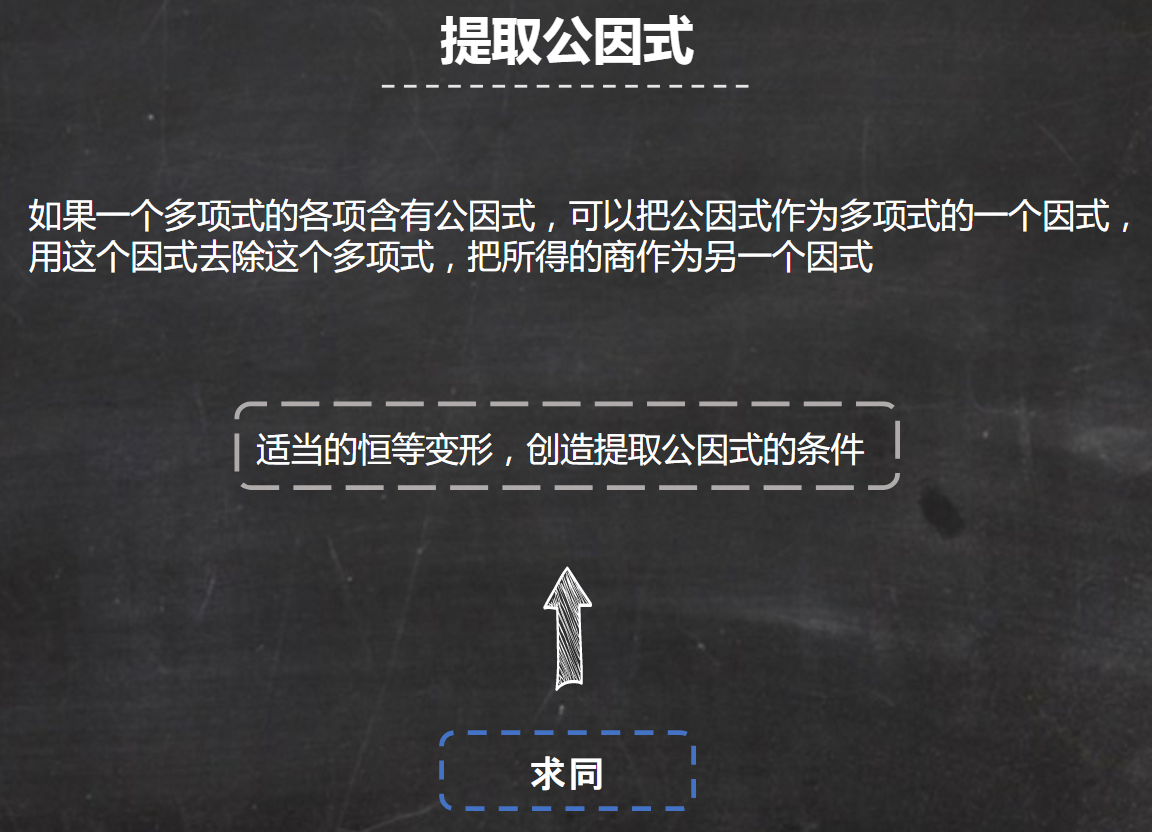 提取公因式
如果一个多项式的各项含有公因式，可以把公因式作为多项式的一个因式，
用这个因式去除这个多项式，把所得的商作为另一个因式
适当的恒等变形，创造提取公因式的条件
求同